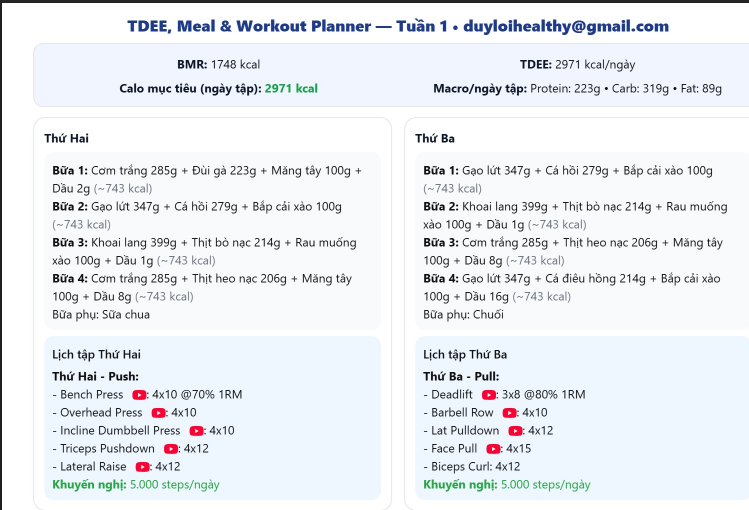 TDEE, Meal & Workout Planner — Tuần 1 • duyloihealthy@gmail.com
BMR: 1748 kcal
TDEE: 2971 kcal/ngày
Calo mục tiêu (ngày tập): 2971 kcal
Macro/ngày tập: Protein: 223g • Carb: 319g • Fat: 89g
Thứ Hai
Bữa 1: Cơm trắng 285g + Đùi gà 223g + Măng tây 100g +
Dầu 2g (~743 kcal)
Bữa 2: Gạo lứt 347g + Cá hồi 279g + Bắp cải xào 100g
(~743 kcal)
Bữa 3: Khoai lang 399g + Thịt bò nạc 214g + Rau muống
xào 100g + Dầu 1g (~743 kcal)
Bữa 4: Cơm trắng 285g + Thịt heo nạc 206g + Măng tây
100g + Dầu 8g (~743 kcal)
Bữa phụ: Sữa chua
Lịch tập Thứ Hai
Thứ Hai - Push:
- Bench Press : 4x10 @70% 1RM
- Overhead Press : 4x10
- Incline Dumbbell Press : 4x10
- Triceps Pushdown : 4x12
- Lateral Raise : 4x12
Khuyến nghị: 5.000 steps/ngày
Thứ Ba
Bữa 1: Gạo lứt 347g + Cá hồi 279g + Bắp cải xào 100g
(~743 kcal)
Bữa 2: Khoai lang 399g + Thịt bò nạc 214g + Rau muống
xào 100g + Dầu 1g (~743 kcal)
Bữa 3: Cơm trắng 285g + Thịt heo nạc 206g + Măng tây
100g + Dầu 8g (~743 kcal)
Bữa 4: Gạo lứt 347g + Cá diêu hồng 214g + Bắp cải xào
100g + Dầu 16g (~743 kcal)
Bữa phụ: Chuối
Lịch tập Thứ Ba
Thứ Ba - Pull:
- Deadlift : 3x8 @80% 1RM
- Barbell Row : 4x10
- Lat Pulldown : 4x12
- Face Pull : 4x15
- Biceps Curl: 4x12
Khuyến nghị: 5.000 steps/ngày